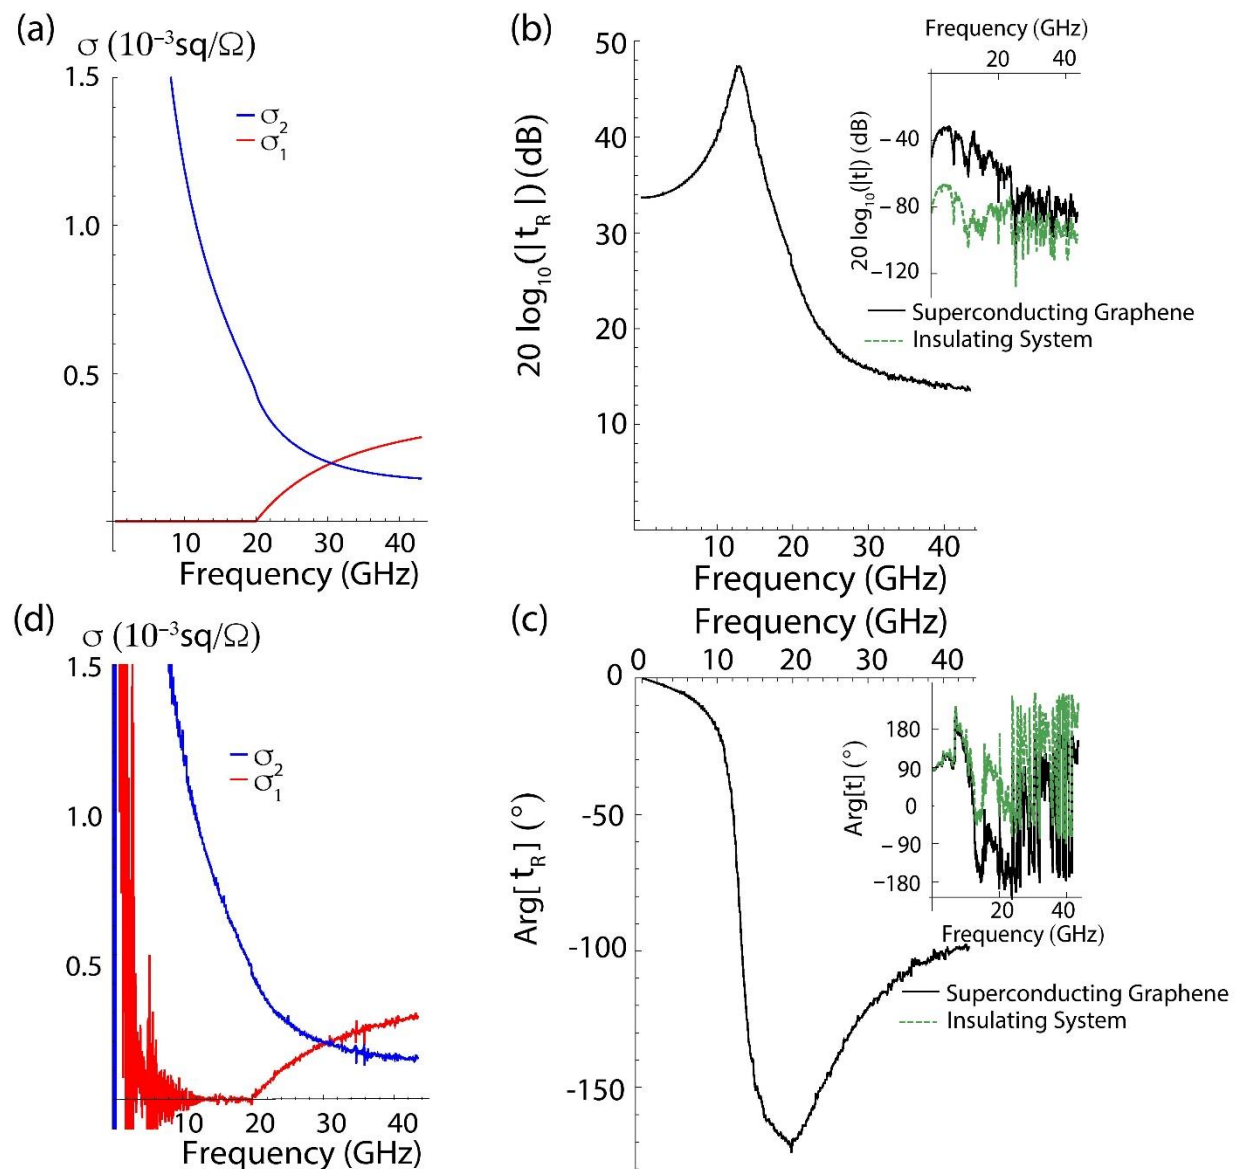 (a)
σ (10⁻³sq/Ω)
1.5
1.0
0.5
σ₂
σ₁
10 20 30 40
Frequency (GHz)
(b)
50
40
30
20
10
20 log₁₀(|t_R|)(dB)
10 20 30 40
Frequency (GHz)
Frequency (GHz)
20 40
−40
−80
−120
20 log₁₀(|t|) (dB)
Superconducting Graphene
Insulating System
(d)
σ (10⁻³sq/Ω)
1.5
1.0
0.5
σ₂
σ₁
10 20 30 40
Frequency (GHz)
(c)
Frequency (GHz)
0 10 20 30 40
0
-50
-100
-150
Arg[t_R] (°)
180
90
0
−90
−180
Arg[t] (°)
20 40
Frequency (GHz)
Superconducting Graphene
Insulating System